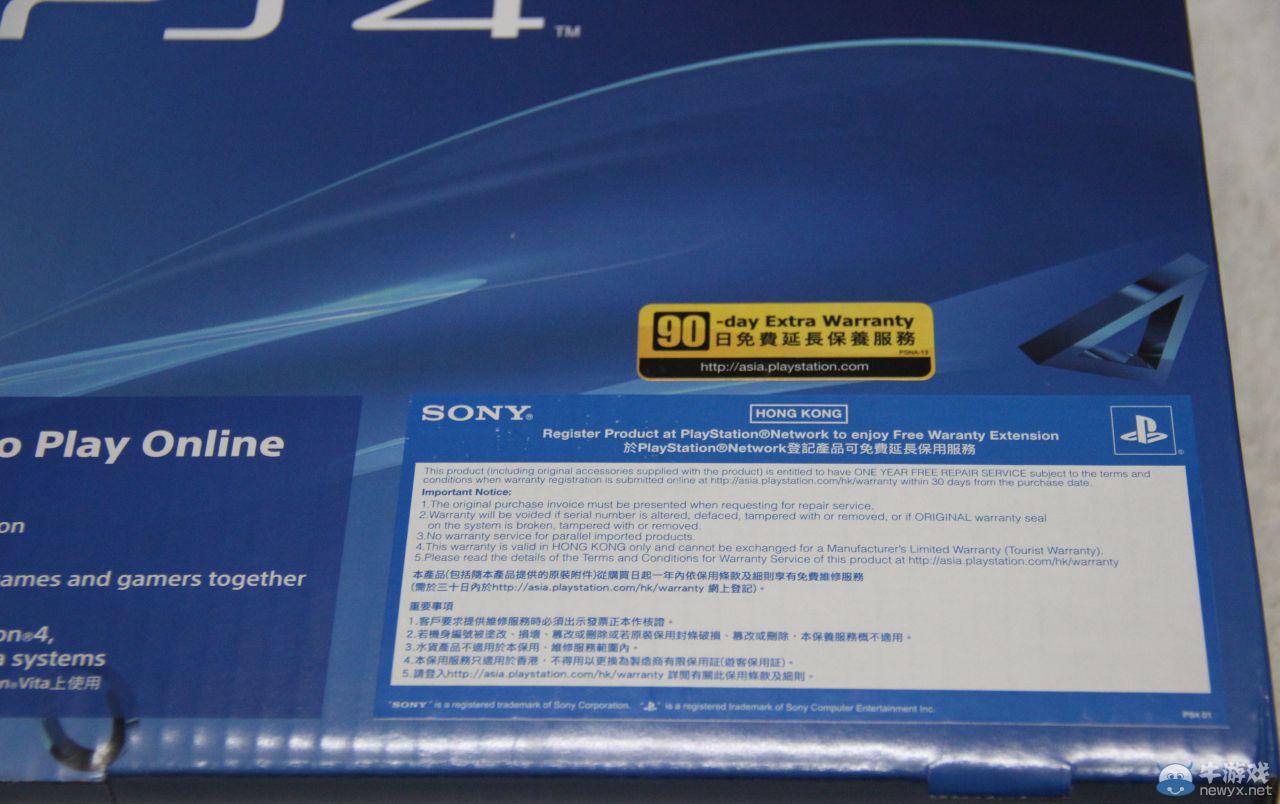 PS4™
90 -day Extra Warranty
日免費延長保養服務
PSNA-13
http://asia.playstation.com
SONY®
HONG KONG
Register Product at PlayStation®Network to enjoy Free Waranty Extension
於PlayStation®Network登記產品可免費延長保用服務
This product (including original accessories supplied with the product) is entitled to have ONE YEAR FREE REPAIR SERVICE subject to the terms and
conditions when warranty registration is submitted online at http://asia.playstation.com/hk/warranty within 30 days from the purchase date.
Important Notice:
1.The original purchase invoice must be presented when requesting for repair service.
2.Warranty will be voided if serial number is altered, defaced, tampered with or removed, or if ORIGINAL warranty seal
on the system is broken, tampered with or removed.
3.No warranty service for parallel imported products.
4.This warranty is valid in HONG KONG only and cannot be exchanged for a Manufacturer's Limited Warranty (Tourist Warranty).
5.Please read the details of the Terms and Conditions for Warranty Service of this product at http://asia.playstation.com/hk/warranty
本產品(包括隨本產品提供的原裝附件)從購買日起一年內依保用條款及細則享有免費維修服務
(需於三十日內於http://asia.playstation.com/hk/warranty 網上登記)。
重要事項
1.客戶要求提供維修服務時必須出示發票正本作核證。
2.若機身編號被塗改、損壞、篡改或刪除或若原裝保用封條破損、篡改或刪除，本保養服務概不適用。
3.水貨產品不適用於本保用、維修服務範圍內。
4.本保用服務只適用於香港，不得用以更換為製造商有限保用証(遊客保用証)。
5.請登入http://asia.playstation.com/hk/warranty 詳閱有關此保用條款及細則。
"SONY" is a registered trademark of Sony Corporation. " " is a registered trademark of Sony Computer Entertainment Inc.
PS4 01
o Play Online
on
ames and gamers together
on®4,
a systems
n®Vita上使用
牛游戏
newyx.net